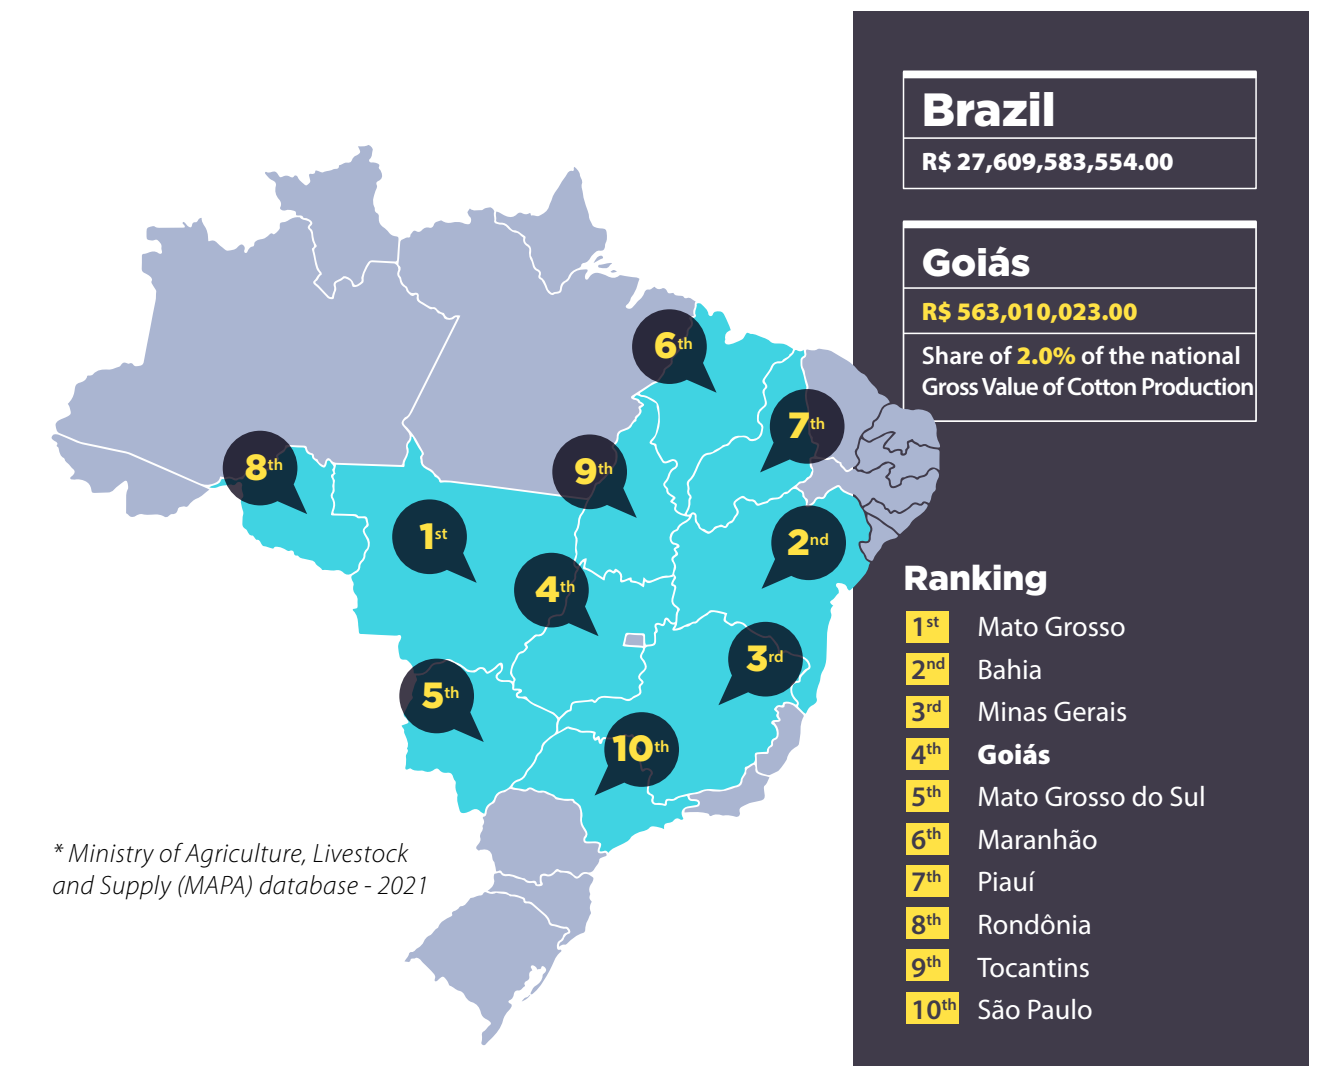 Brazil
R$ 27,609,583,554.00
Goiás
R$ 563,010,023.00
Share of 2.0% of the national
Gross Value of Cotton Production
6th
7th
8th
9th
1st
2nd
4th
3rd
5th
10th
Ranking
1st Mato Grosso
2nd Bahia
3rd Minas Gerais
4th Goiás
5th Mato Grosso do Sul
6th Maranhão
7th Piauí
8th Rondônia
9th Tocantins
10th São Paulo
* Ministry of Agriculture, Livestock
and Supply (MAPA) database - 2021